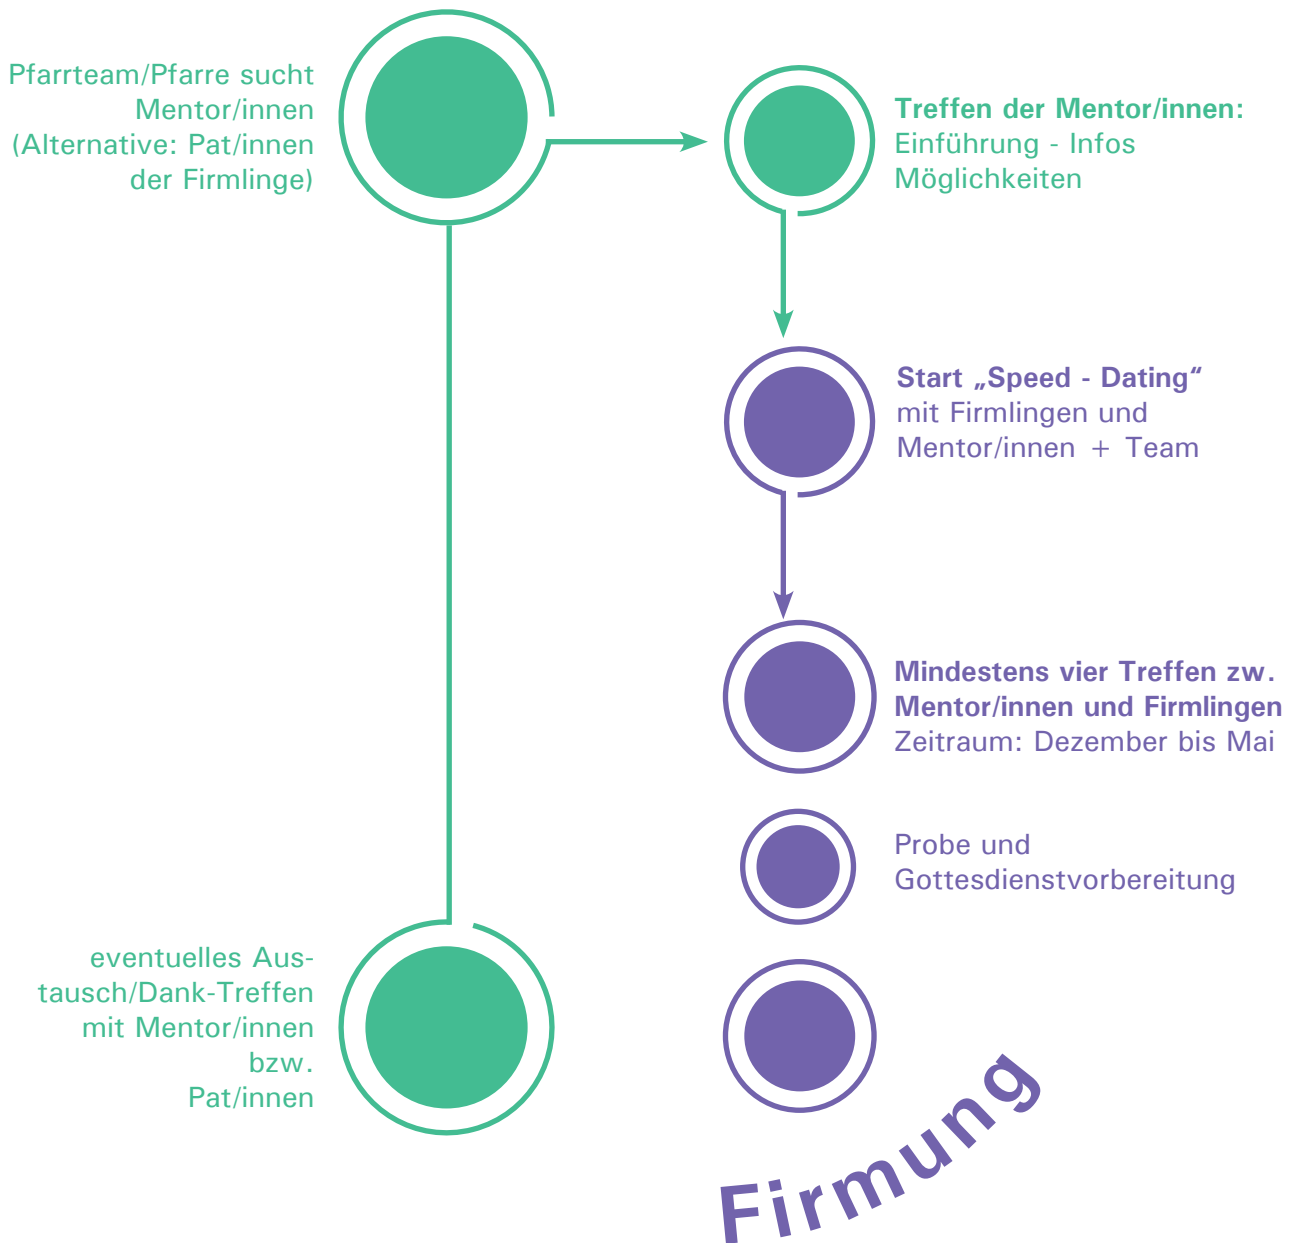 Pfarrteam/Pfarre sucht
Mentor/innen
(Alternative: Pat/innen
der Firmlinge)
Treffen der Mentor/innen:
Einführung - Infos
Möglichkeiten
Start „Speed - Dating“
mit Firmlingen und
Mentor/innen + Team
Mindestens vier Treffen zw.
Mentor/innen und Firmlingen
Zeitraum: Dezember bis Mai
Probe und
Gottesdienstvorbereitung
eventuelles Aus-
tausch/Dank-Treffen
mit Mentor/innen
bzw.
Pat/innen
Firmung